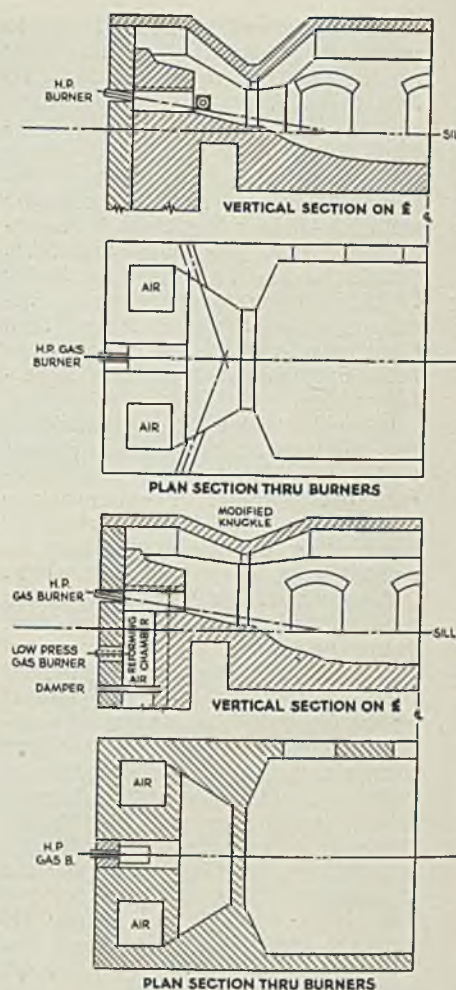 H.P.
BURNER
SILL
VERTICAL SECTION ON ℄
℄
AIR
H.P. GAS
BURNER
AIR
PLAN SECTION THRU BURNERS
MODIFIED
KNUCKLE
H.P.
GAS BURNER
SILL
LOW PRESS
GAS BURNER
REFORMING
CHAMBER
AIR
DAMPER
VERTICAL SECTION ON ℄
℄
AIR
H.P
GAS B.
AIR
PLAN SECTION THRU BURNERS